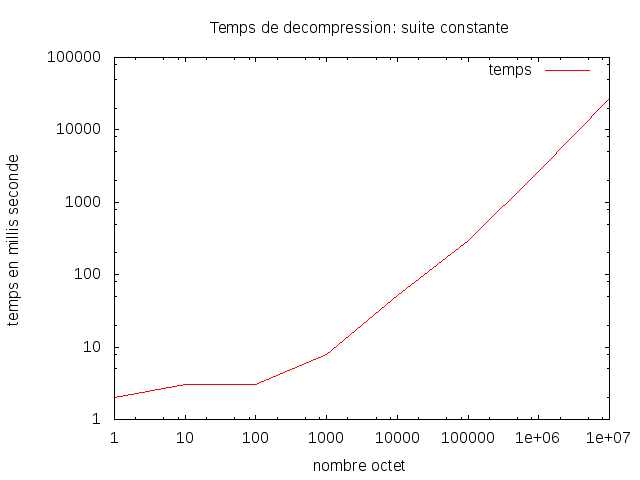 Temps de decompression: suite constante
temps
100000
10000
1000
100
10
1
temps en millis seconde
1 10 100 1000 10000 100000 1e+06 1e+07
nombre octet